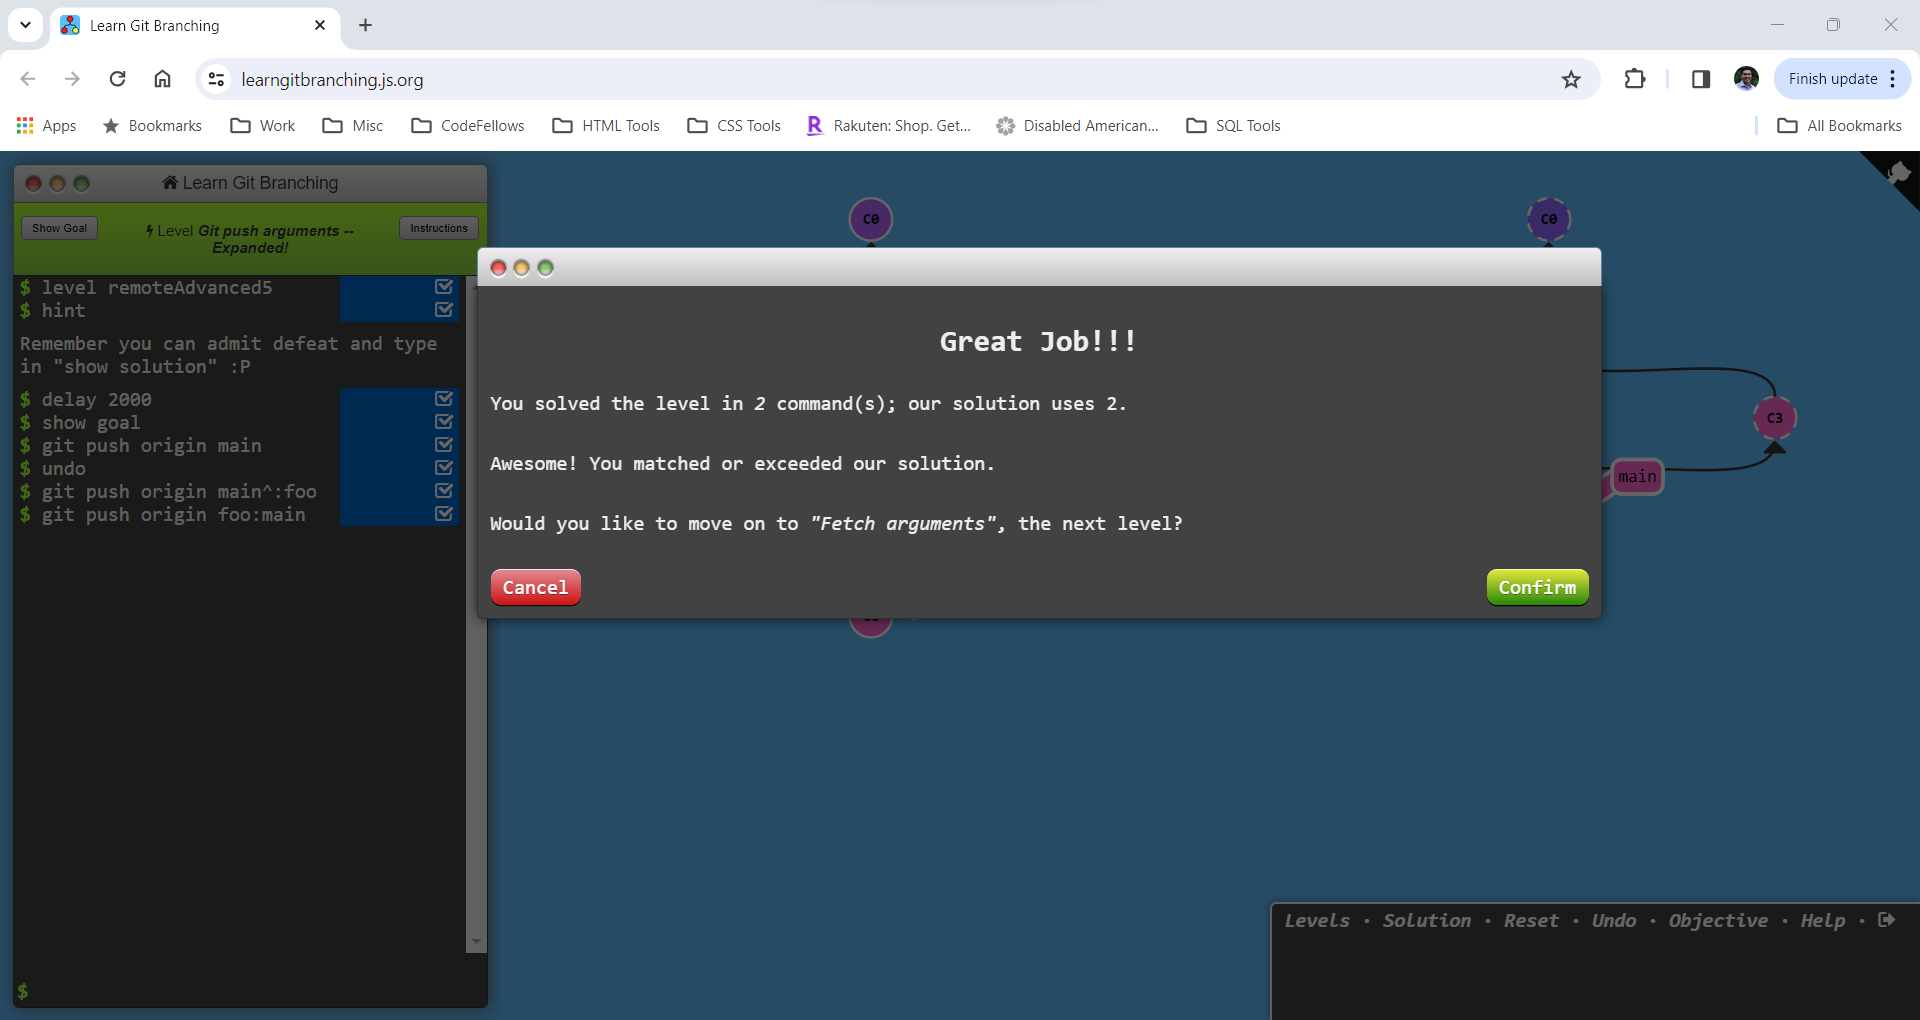 Learn Git Branching
learngitbranching.js.org
Finish update
Apps
Bookmarks
Work
Misc
CodeFellows
HTML Tools
CSS Tools
Rakuten: Shop. Get...
Disabled American...
SQL Tools
All Bookmarks
Learn Git Branching
Show Goal
Level Git push arguments --
Expanded!
Instructions
$ level remoteAdvanced5
$ hint
Remember you can admit defeat and type
in "show solution" :P
$ delay 2000
$ show goal
$ git push origin main
$ undo
$ git push origin main^:foo
$ git push origin foo:main
$
C0
C0
C3
main
Great Job!!!
You solved the level in 2 command(s); our solution uses 2.
Awesome! You matched or exceeded our solution.
Would you like to move on to "Fetch arguments", the next level?
Cancel
Confirm
Levels · Solution · Reset · Undo · Objective · Help ·